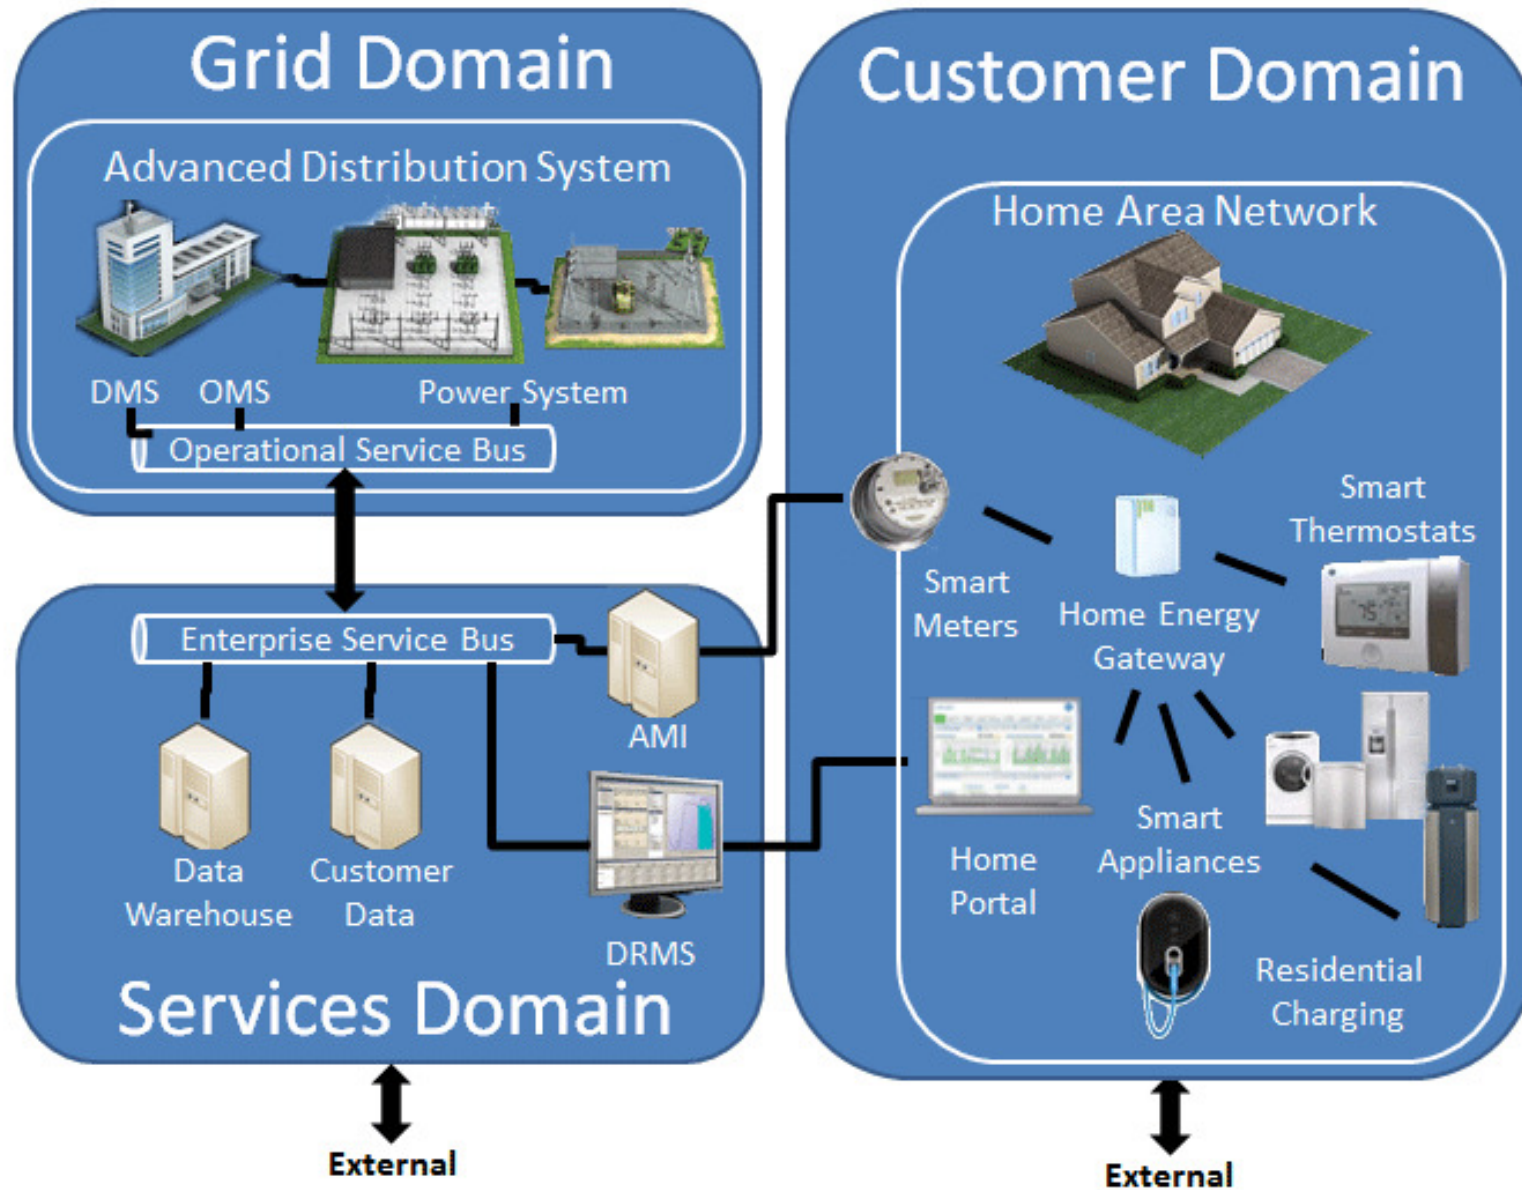 Grid Domain
Advanced Distribution System
DMS OMS Power System
Operational Service Bus
Enterprise Service Bus
AMI
Data
Warehouse
Customer
Data
DRMS
Services Domain
External
Customer Domain
Home Area Network
Smart
Thermostats
Smart
Meters
Home Energy
Gateway
Home
Portal
Smart
Appliances
Residential
Charging
External